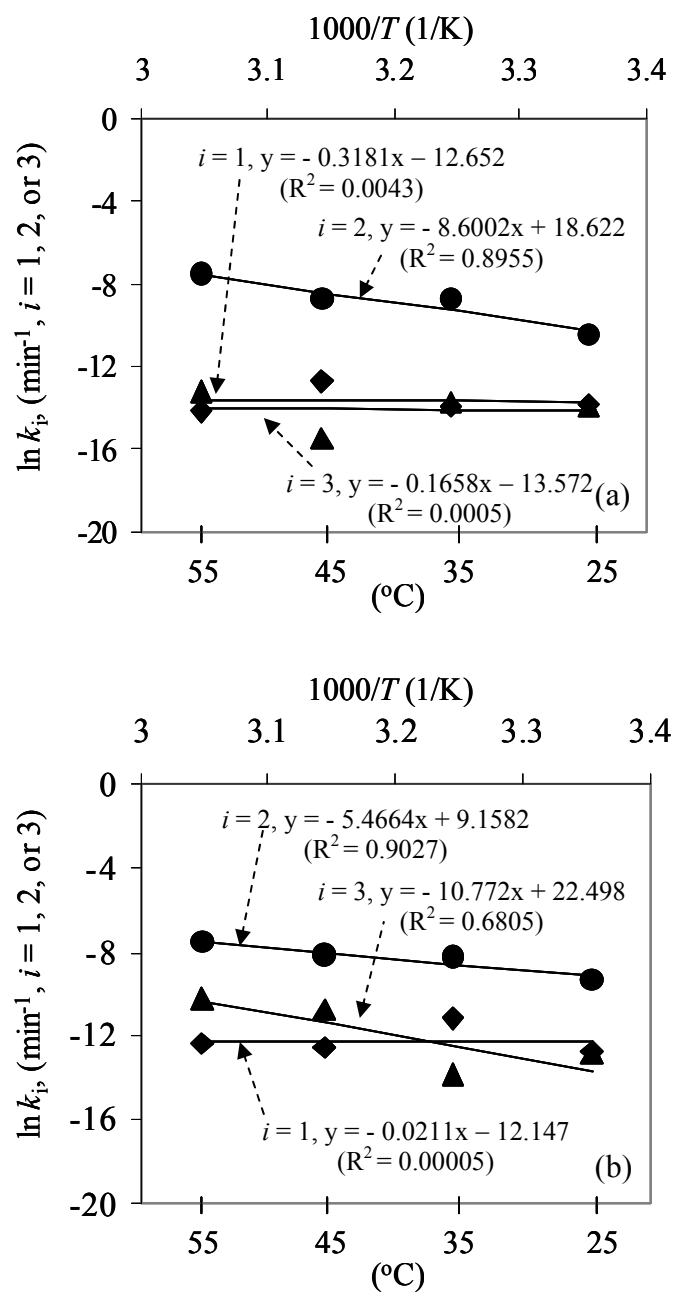 1000/T (1/K)
3 3.1 3.2 3.3 3.4
0
-4
-8
-12
-16
-20
ln kᵢ, (min⁻¹, i = 1, 2, or 3)
i = 1, y = - 0.3181x – 12.652
(R² = 0.0043)
i = 2, y = - 8.6002x + 18.622
(R² = 0.8955)
i = 3, y = - 0.1658x – 13.572
(R² = 0.0005)
(a)
55 45 35 25
(ºC)
1000/T (1/K)
3 3.1 3.2 3.3 3.4
0
-4
-8
-12
-16
-20
ln kᵢ, (min⁻¹, i = 1, 2, or 3)
i = 2, y = - 5.4664x + 9.1582
(R² = 0.9027)
i = 3, y = - 10.772x + 22.498
(R² = 0.6805)
i = 1, y = - 0.0211x – 12.147
(R² = 0.00005)
(b)
55 45 35 25
(ºC)